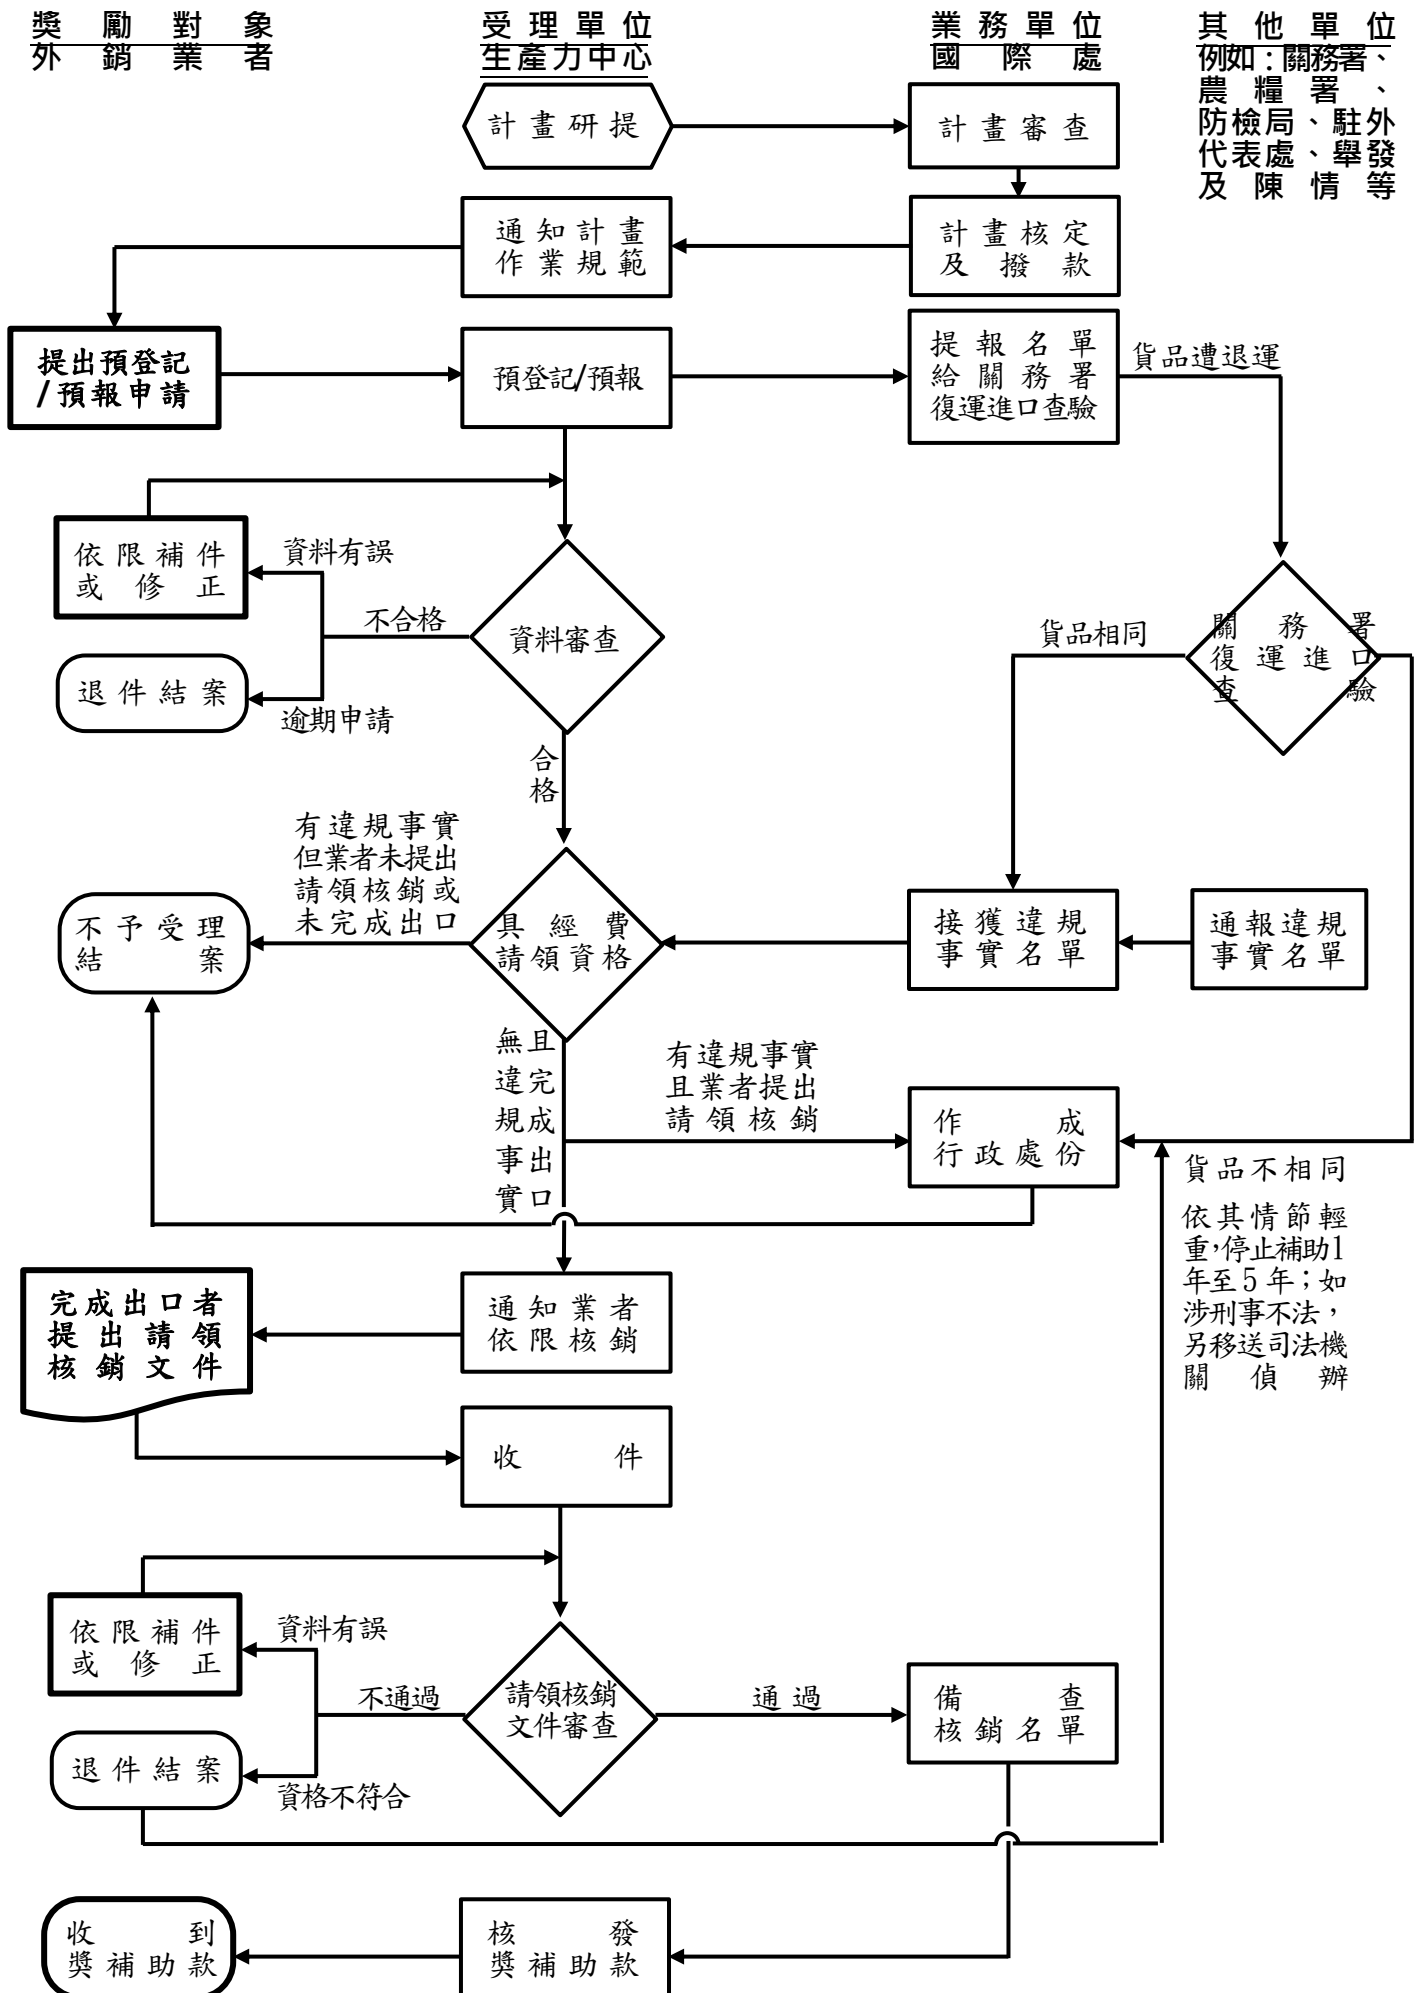 獎勵對象
外銷業者
受理單位
生產力中心
業務單位
國際處
其他單位
例如：關務署、
農糧署、
防檢局、駐外
代表處、舉發
及陳情等
計畫研提
計畫審查
通知計畫
作業規範
計畫核定
及撥款
提出預登記
/預報申請
預登記/預報
提報名單
給關務署
復運進口查驗
貨品遭退運
依限補件
或修正
資料有誤
不合格
資料審查
退件結案
逾期申請
合格
貨品相同
關務署
復運進口
查驗
有違規事實
但業者未提出
請領核銷或
未完成出口
不予受理
結案
具經費
請領資格
接獲違規
事實名單
通報違規
事實名單
無違規事實
且完成出口
有違規事實
且業者提出
請領核銷
作成
行政處份
貨品不相同
依其情節輕
重，停止補助1
年至5年；如
涉刑事不法，
另移送司法機
關偵辦
完成出口者
提出請領
核銷文件
通知業者
依限核銷
收件
依限補件
或修正
資料有誤
不通過
請領核銷
文件審查
通過
備查
核銷名單
退件結案
資格不符合
收到
獎補助款
核發
獎補助款